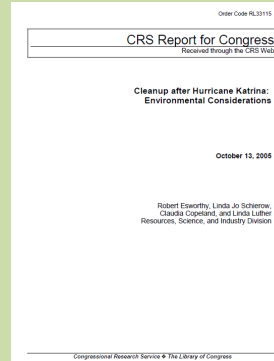 Order Code RL33115
CRS Report for Congress
Received through the CRS Web
Cleanup after Hurricane Katrina:
Environmental Considerations
October 13, 2005
Robert Esworthy, Linda Jo Schierow,
Claudia Copeland, and Linda Luther
Resources, Science, and Industry Division
Congressional Research Service ❖ The Library of Congress